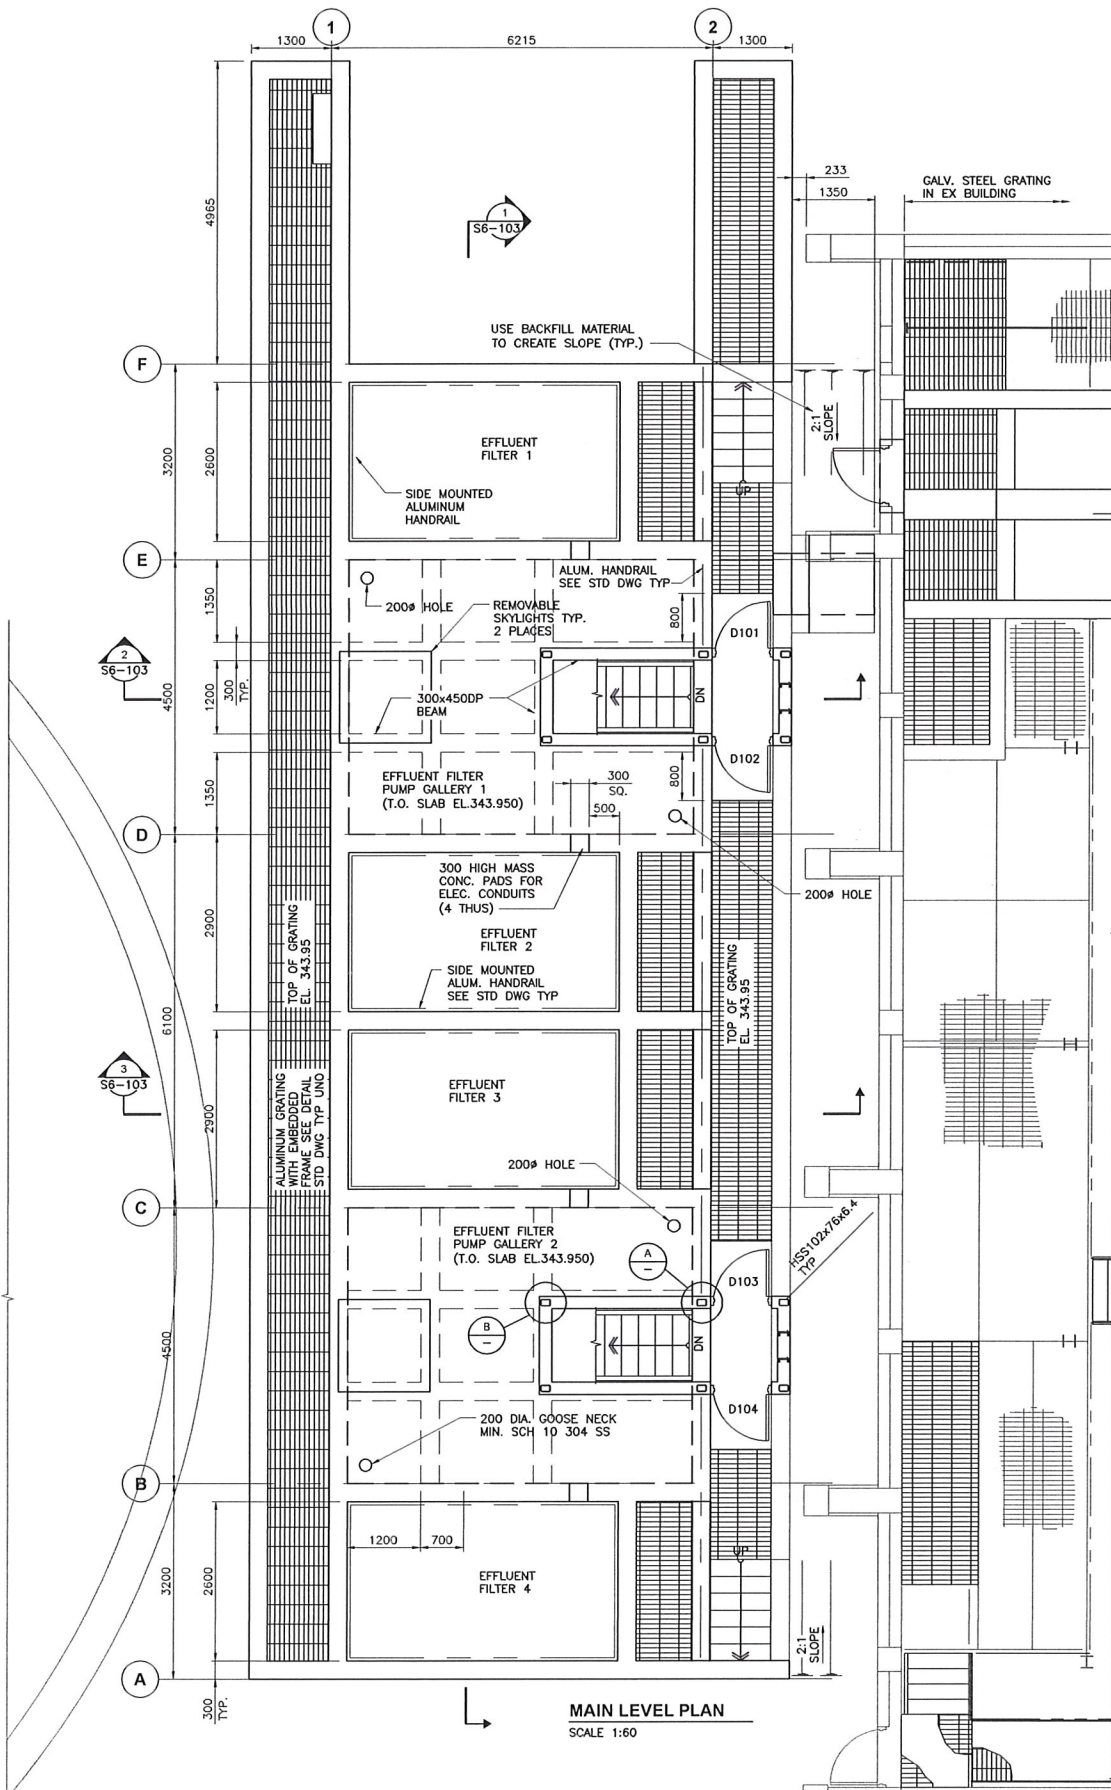 1
2
1300
6215
1300
233
1350
GALV. STEEL GRATING
IN EX BUILDING
4965
1
S6-103
USE BACKFILL MATERIAL
TO CREATE SLOPE (TYP.)
F
2:1
SLOPE
3200
2600
EFFLUENT
FILTER 1
SIDE MOUNTED
ALUMINUM
HANDRAIL
UP
E
ALUM. HANDRAIL
SEE STD DWG TYP
1350
200ø HOLE
REMOVABLE
SKYLIGHTS TYP.
2 PLACES
800
D101
2
S6-103
4500
1200
300
TYP.
300x450DP
BEAM
DN
D102
1350
EFFLUENT FILTER
PUMP GALLERY 1
(T.O. SLAB EL.343.950)
300
SQ.
500
800
D
300 HIGH MASS
CONC. PADS FOR
ELEC. CONDUITS
(4 THUS)
200ø HOLE
2900
EFFLUENT
FILTER 2
TOP OF GRATING
EL. 343.95
TOP OF GRATING
EL. 343.95
SIDE MOUNTED
ALUM. HANDRAIL
SEE STD DWG TYP
6100
3
S6-103
EFFLUENT
FILTER 3
ALUMINUM GRATING
WITH EMBEDDED
FRAME SEE DETAIL
STD DWG TYP UNO
2900
200ø HOLE
C
EFFLUENT FILTER
PUMP GALLERY 2
(T.O. SLAB EL.343.950)
A
–
HSS102x76x6.4
TYP
D103
B
–
4500
DN
D104
200 DIA. GOOSE NECK
MIN. SCH 10 304 SS
B
1200
700
UP
3200
2600
EFFLUENT
FILTER 4
2:1
SLOPE
A
300
TYP.
MAIN LEVEL PLAN
SCALE 1:60